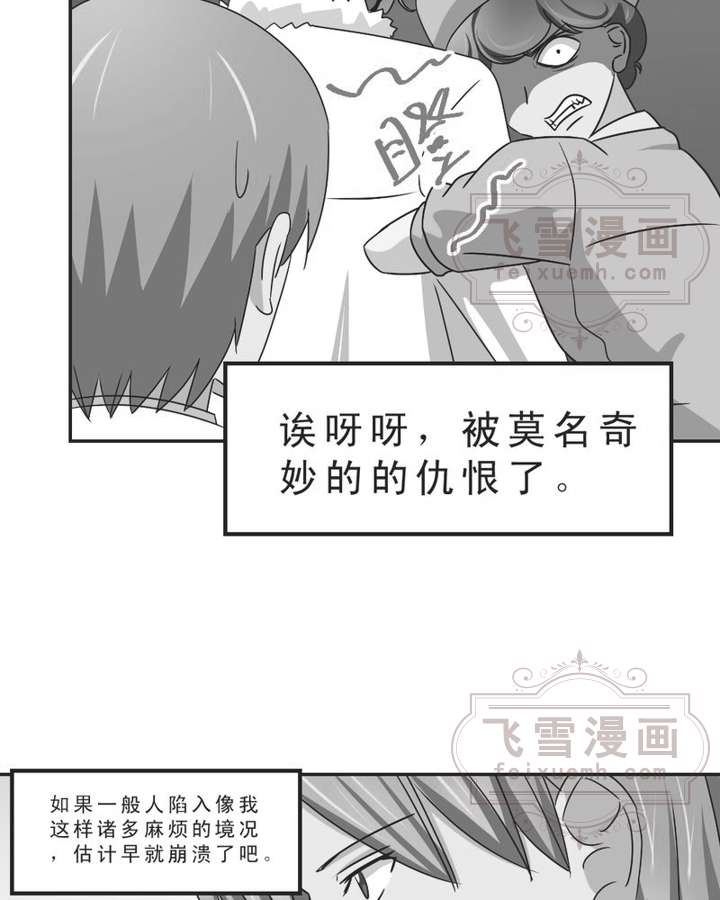 瞪
飞雪漫画
feixuemh.com
诶呀呀，被莫名奇
妙的的仇恨了。
飞雪漫画
feixuemh.com
如果一般人陷入像我
这样诸多麻烦的境况
，估计早就崩溃了吧。